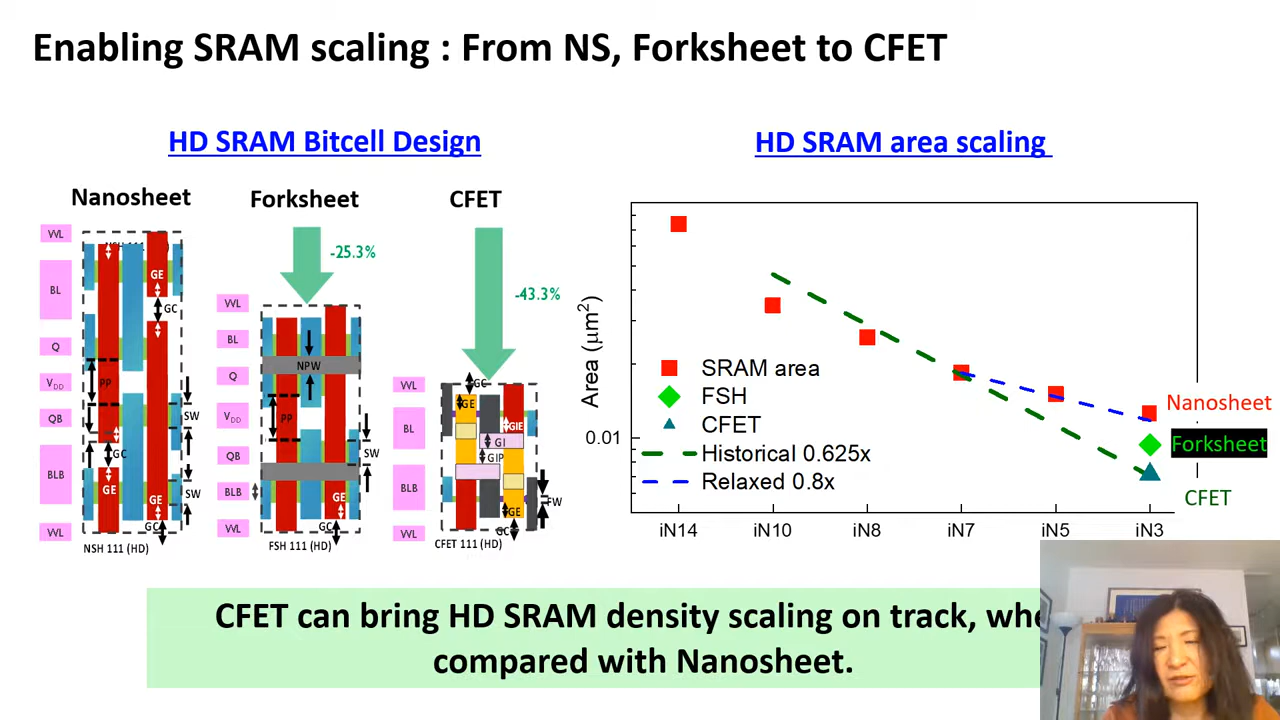 Enabling SRAM scaling : From NS, Forksheet to CFET
HD SRAM Bitcell Design
Nanosheet
Forksheet
CFET
-25.3%
-43.3%
WL
BL
Q
VDD
QB
BLB
WL
GE
GC
PP
SW
GC
GE
GE
SW
GC
NSH 111 (HD)
WL
BL
Q
VDD
QB
BLB
WL
NPW
PP
SW
GE
GC
FSH 111 (HD)
WL
BL
BLB
WL
GC
GE
GIE
GI
GIP
FW
GE
GC
CFET 111 (HD)
HD SRAM area scaling
Area (μm²)
0.01
SRAM area
FSH
CFET
Historical 0.625x
Relaxed 0.8x
Nanosheet
Forksheet
CFET
iN14 iN10 iN8 iN7 iN5 iN3
CFET can bring HD SRAM density scaling on track,
compared with Nanosheet.